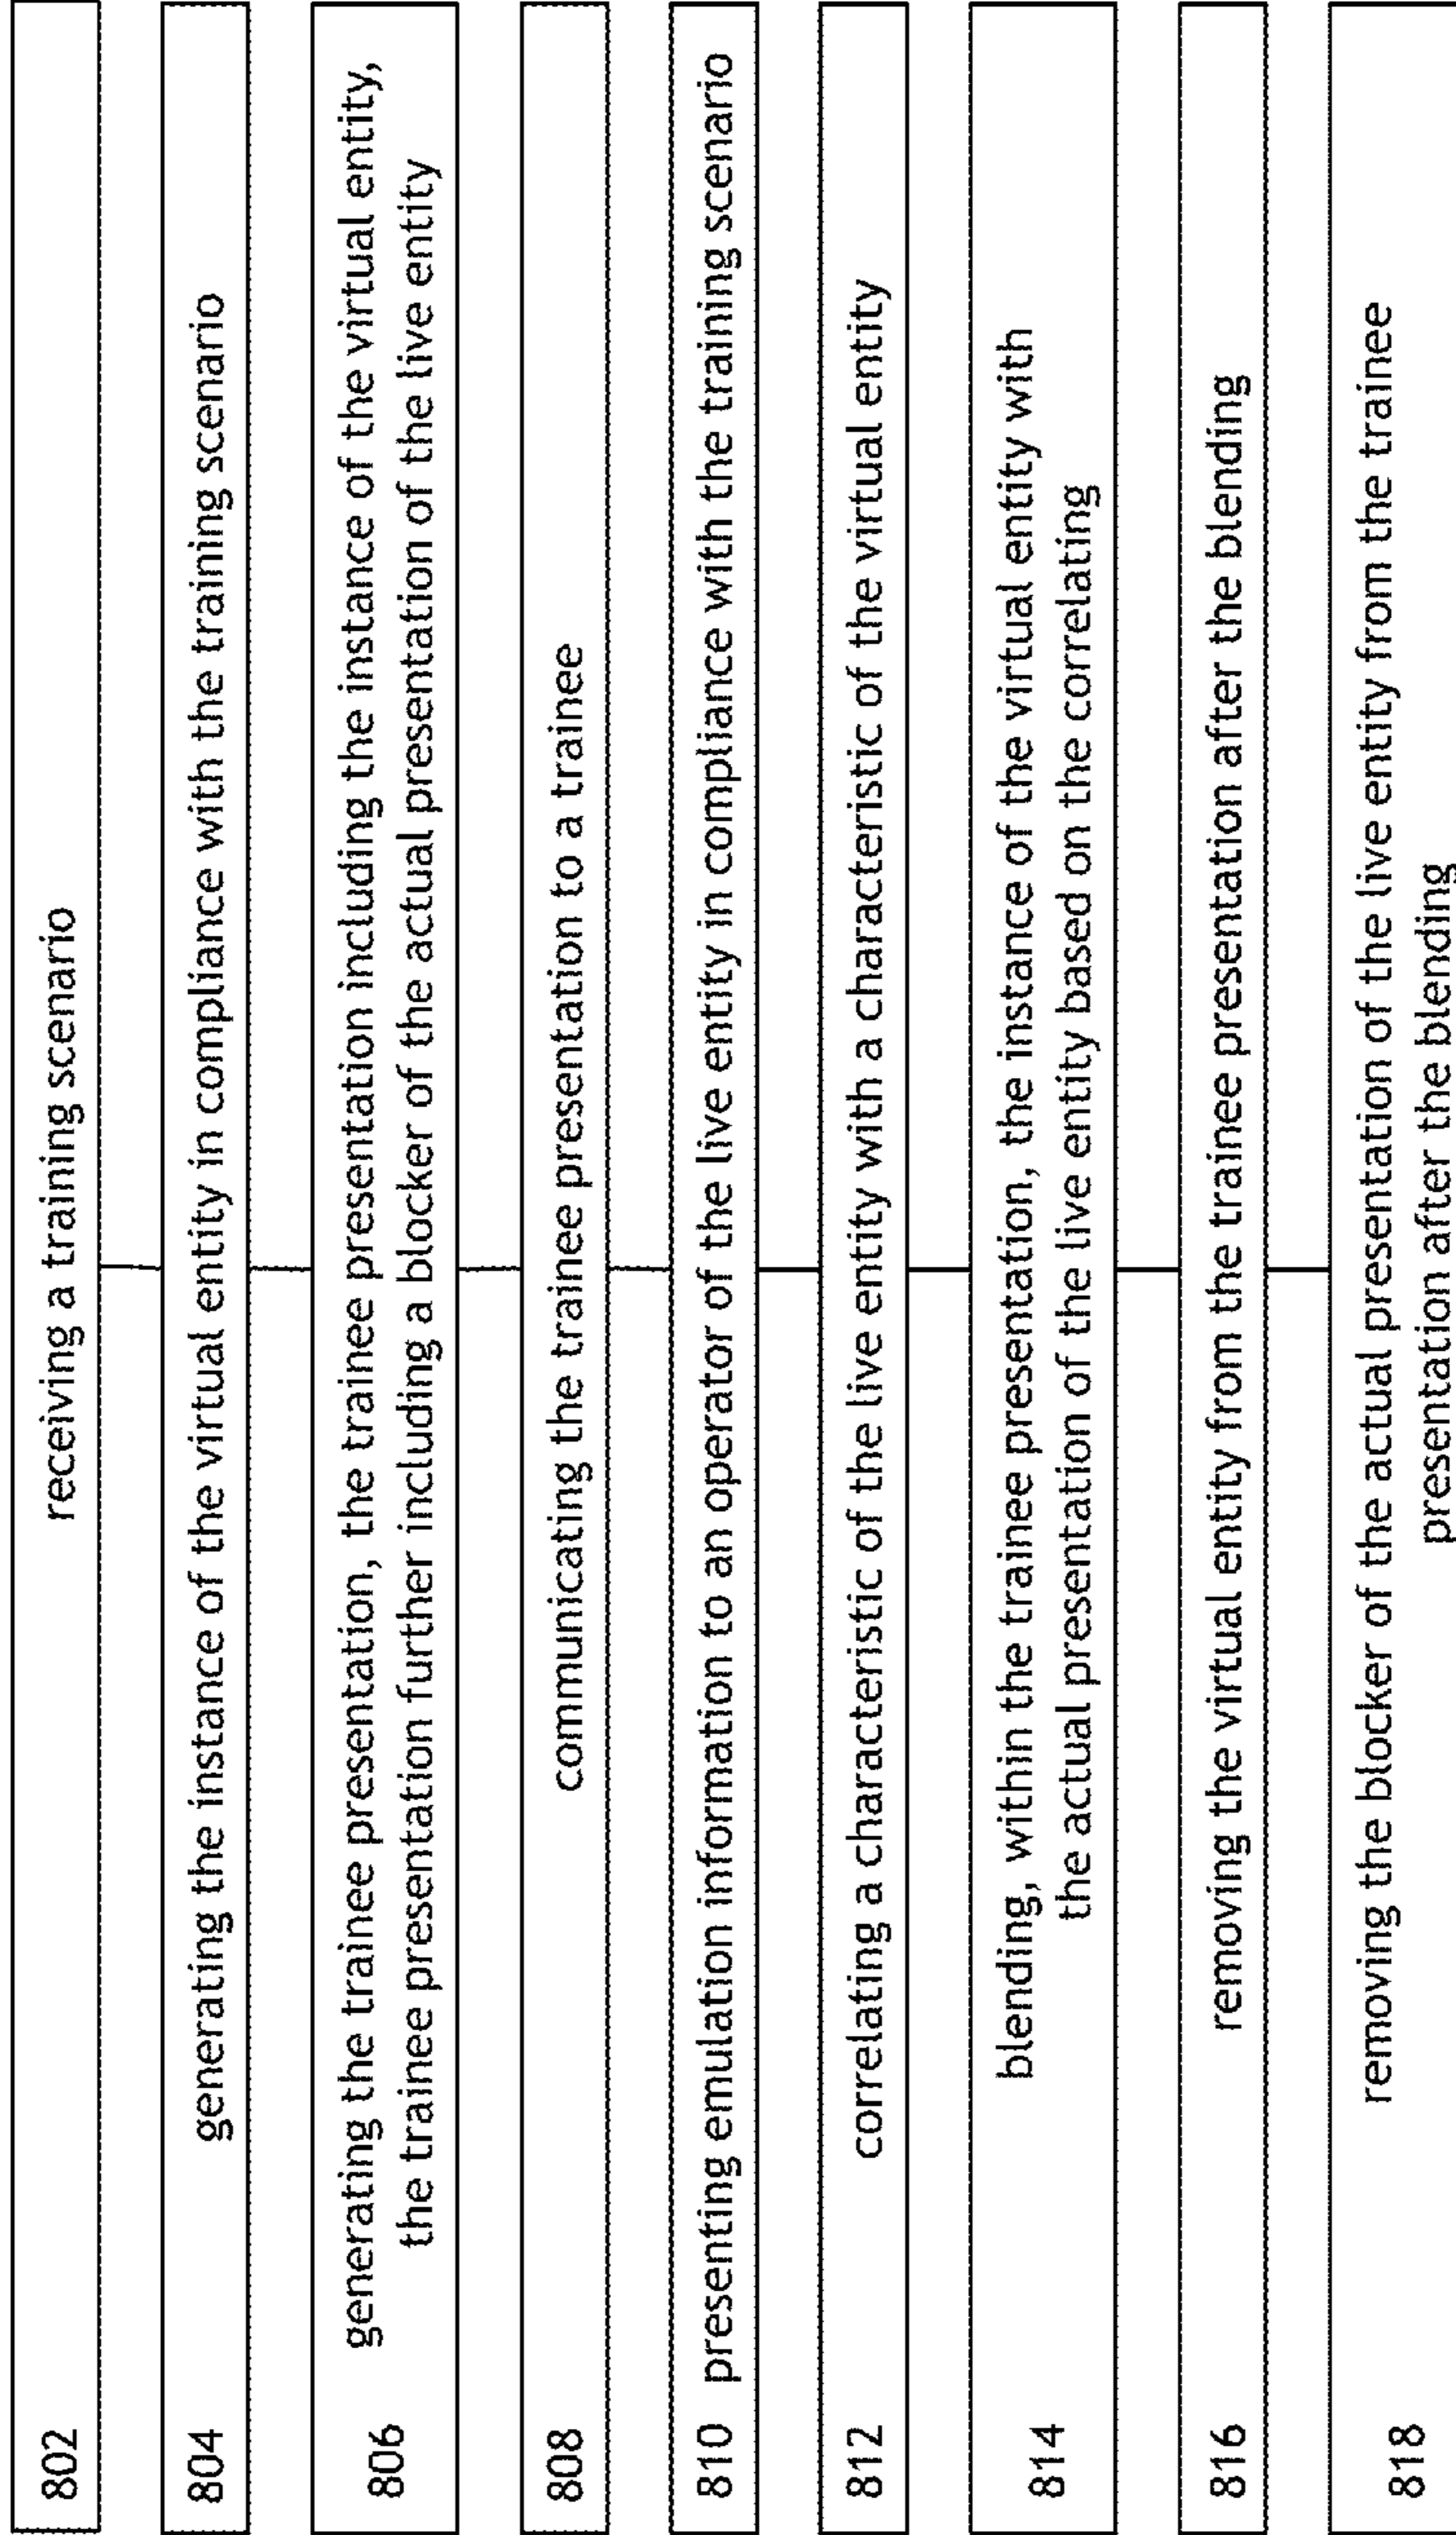 802 receiving a training scenario
804 generating the instance of the virtual entity in compliance with the training scenario
806 generating the trainee presentation, the trainee presentation including the instance of the virtual entity,
the trainee presentation further including a blocker of the actual presentation of the live entity
808 communicating the trainee presentation to a trainee
810 presenting emulation information to an operator of the live entity in compliance with the training scenario
812 correlating a characteristic of the live entity with a characteristic of the virtual entity
814 blending, within the trainee presentation, the instance of the virtual entity with
the actual presentation of the live entity based on the correlating
816 removing the virtual entity from the trainee presentation after the blending
818 removing the blocker of the actual presentation of the live entity from the trainee
presentation after the blending